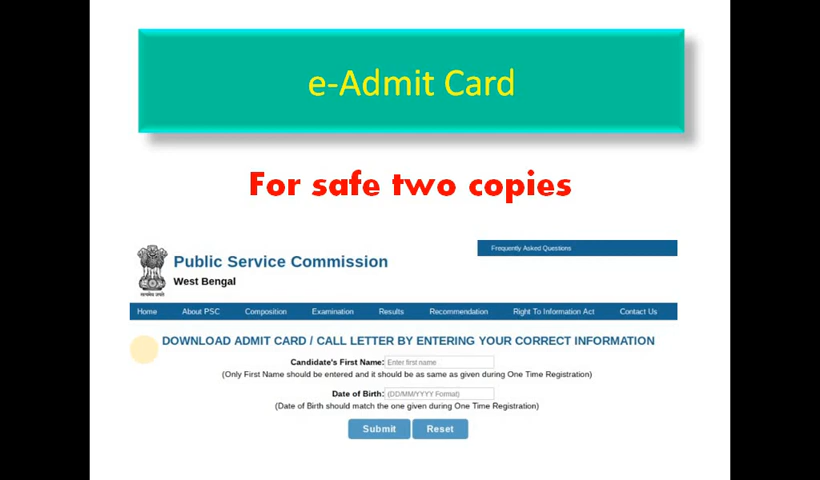 e-Admit Card
For safe two copies
Frequently Asked Questions
Public Service Commission
West Bengal
Home About PSC Composition Examination Results Recommendation Right To Information Act Contact Us
DOWNLOAD ADMIT CARD / CALL LETTER BY ENTERING YOUR CORRECT INFORMATION
Candidate's First Name: Enter first name
(Only First Name should be entered and it should be as same as given during One Time Registration)
Date of Birth: (DD/MM/YYYY Format)
(Date of Birth should match the one given during One Time Registration)
Submit Reset